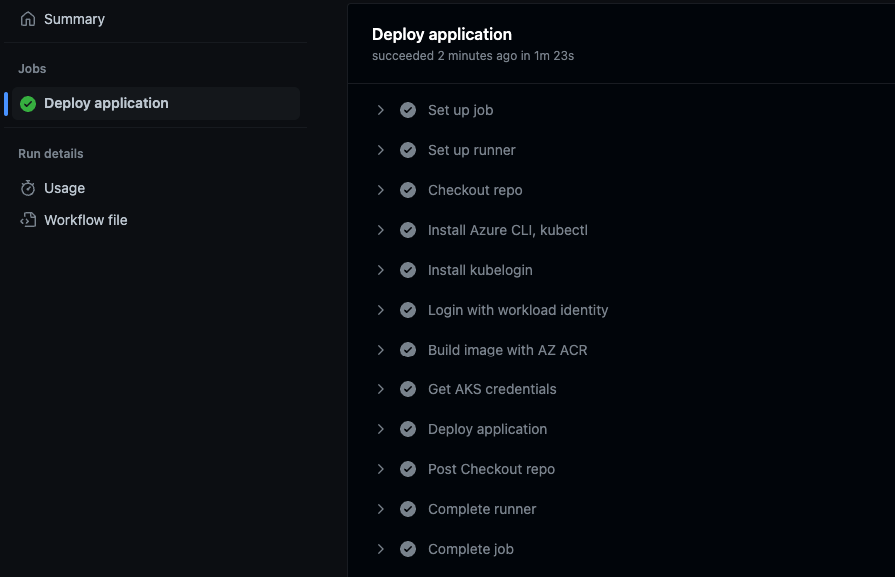 Summary
Jobs
Deploy application
Run details
Usage
Workflow file
Deploy application
succeeded 2 minutes ago in 1m 23s
Set up job
Set up runner
Checkout repo
Install Azure CLI, kubectl
Install kubelogin
Login with workload identity
Build image with AZ ACR
Get AKS credentials
Deploy application
Post Checkout repo
Complete runner
Complete job